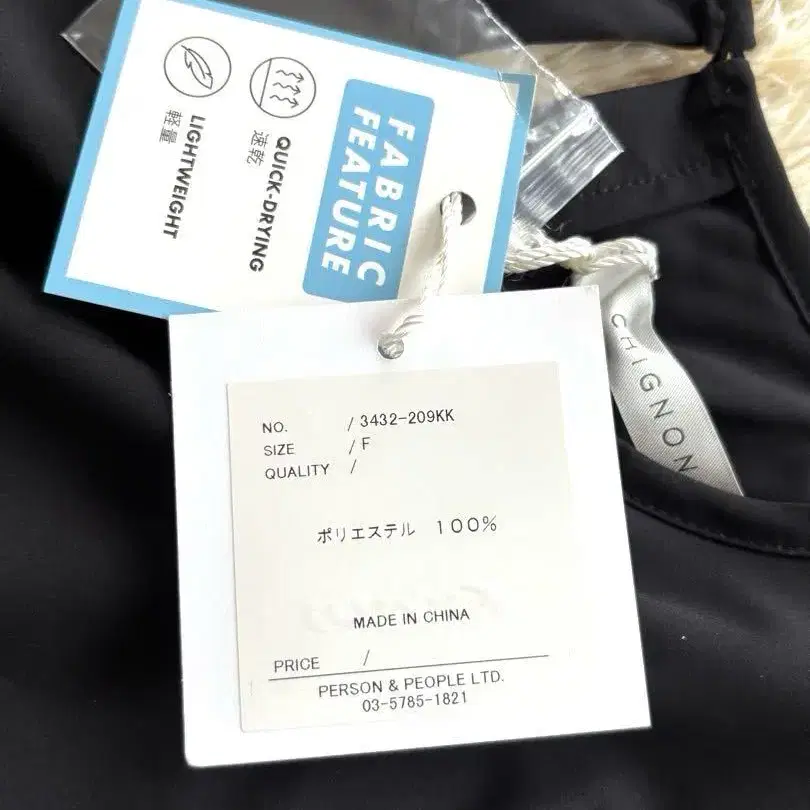 FABRIC
FEATURE
QUICK-DRYING
速乾
LIGHTWEIGHT
軽量
CHIGNON
NO. / 3432-209KK
SIZE / F
QUALITY /
ポリエステル 100%
MADE IN CHINA
PRICE /
PERSON & PEOPLE LTD.
03-5785-1821